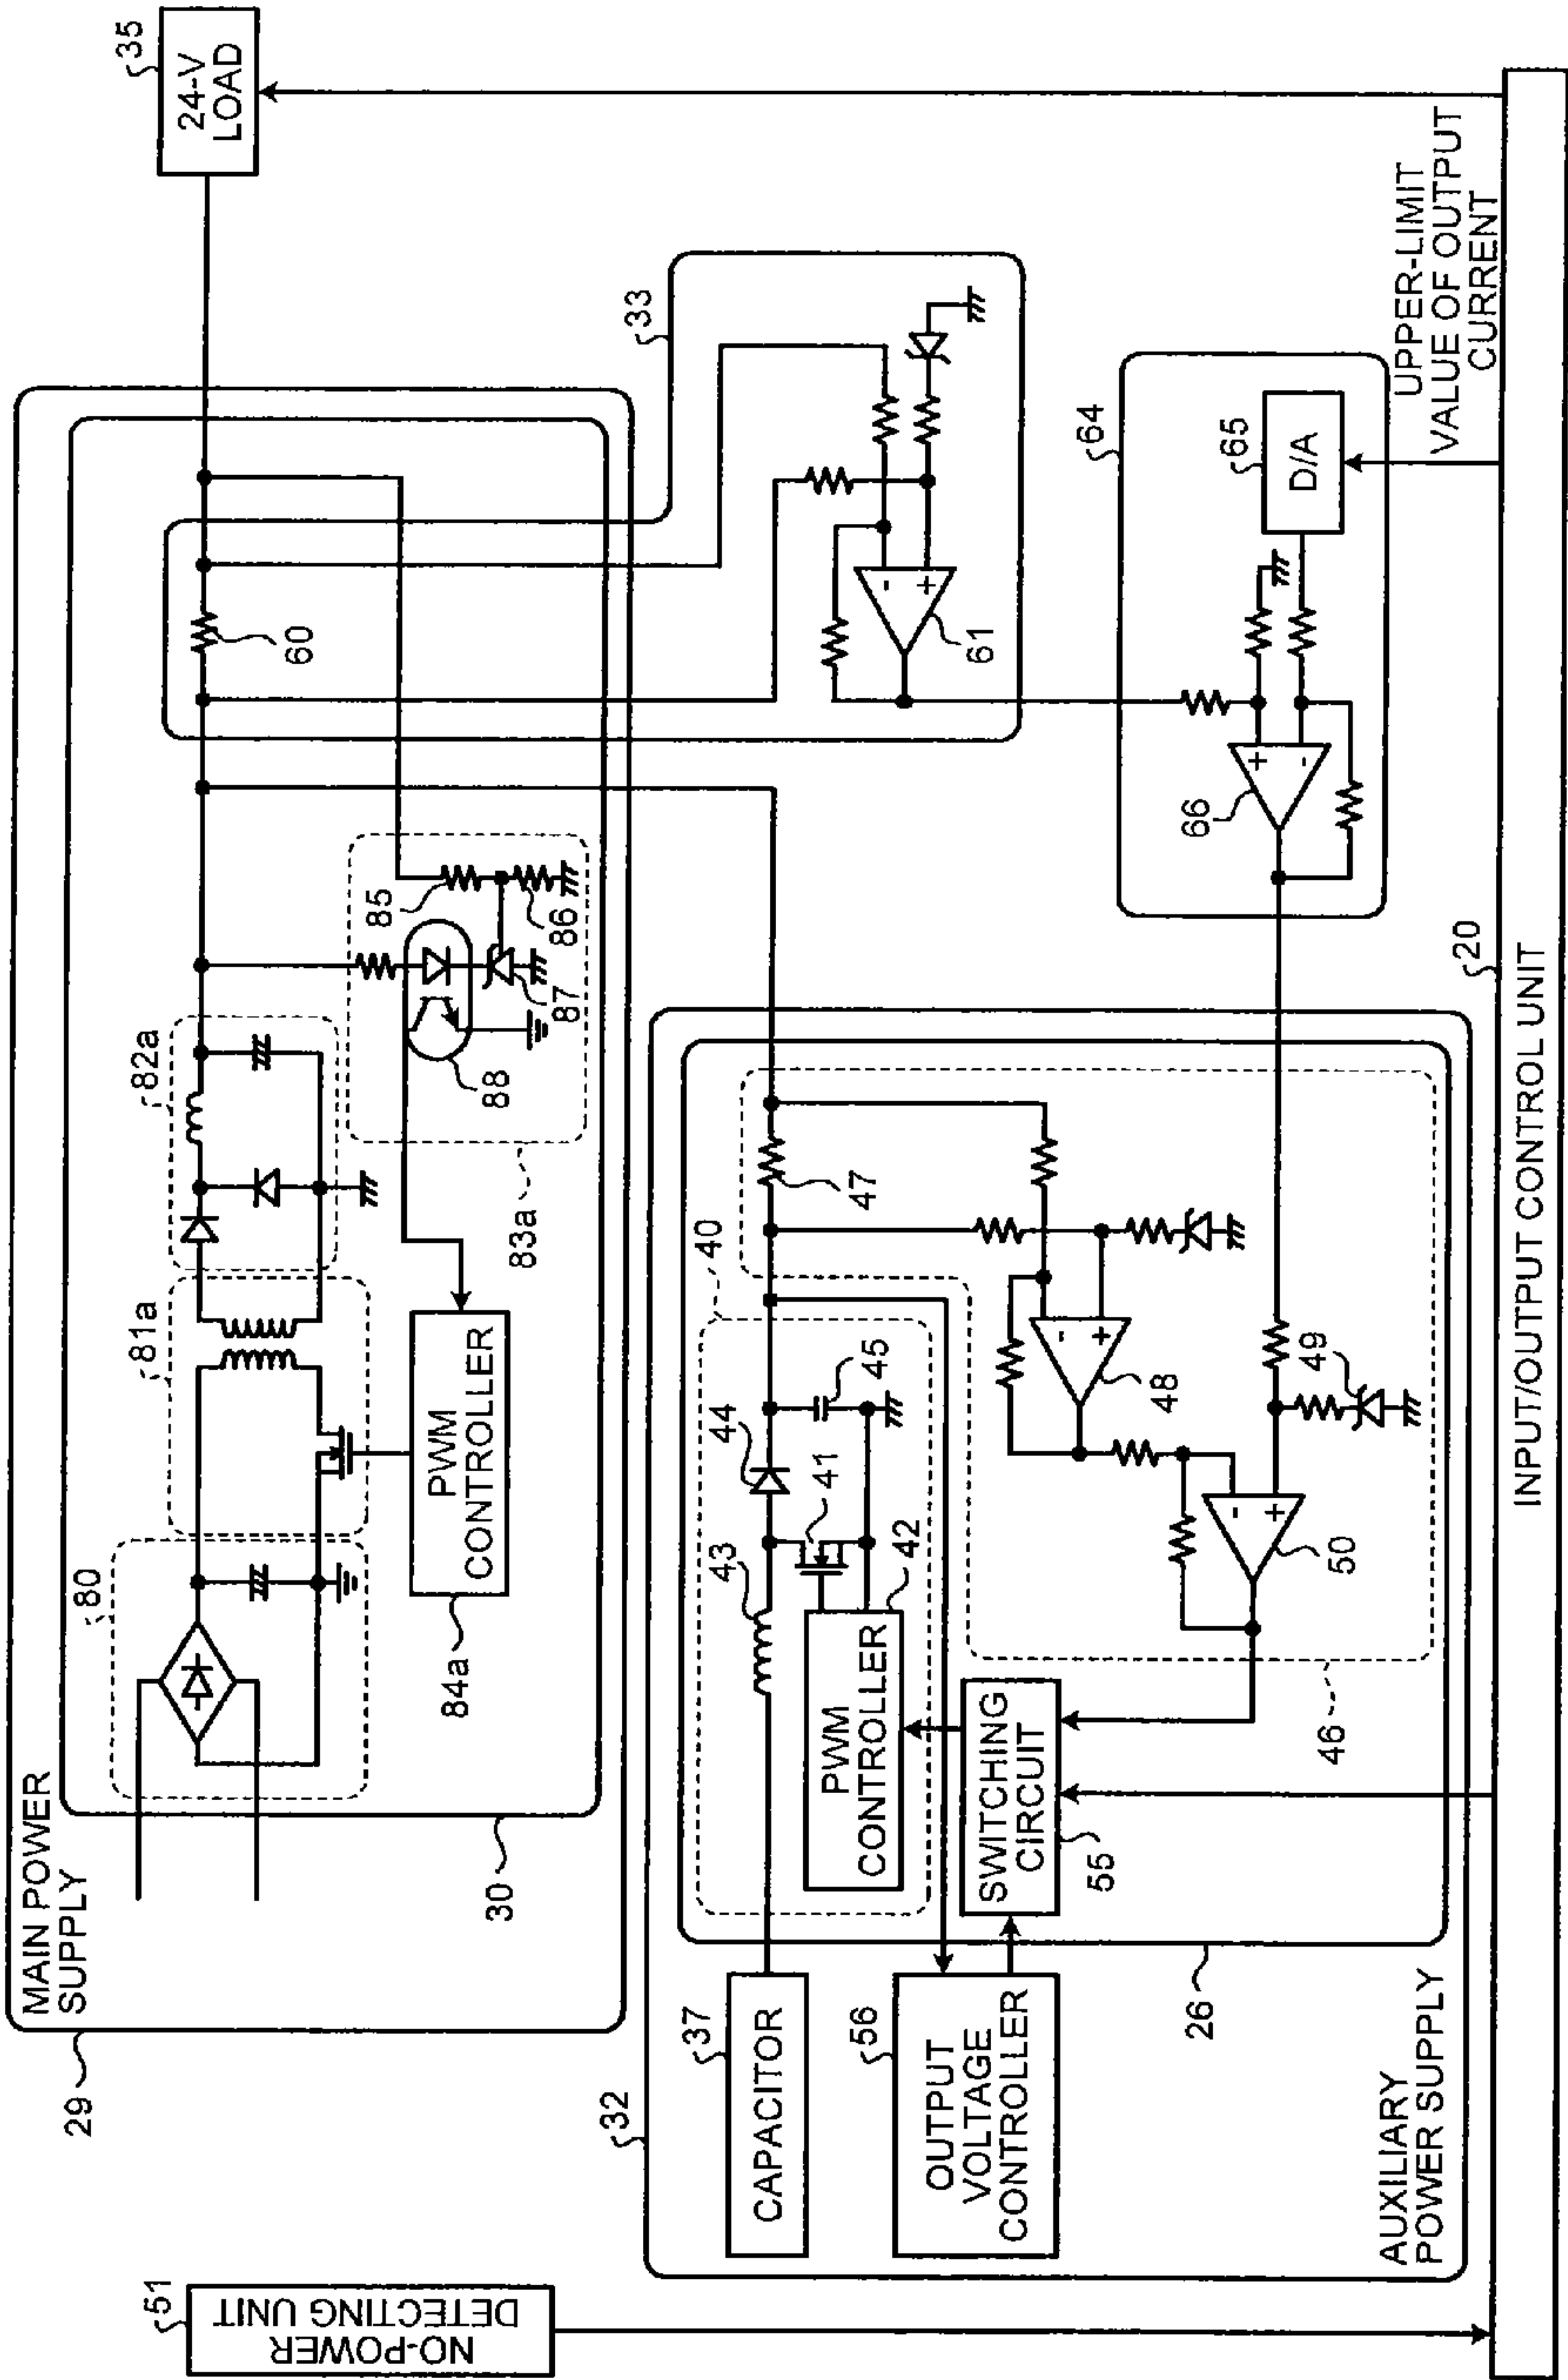 29
MAIN POWER
SUPPLY
30
80
81a
82a
84a
PWM
CONTROLLER
83a
88
87
86
85
60
33
35
24-V
LOAD
61
51
NO-POWER
DETECTING UNIT
32
37
CAPACITOR
56
OUTPUT
VOLTAGE
CONTROLLER
AUXILIARY
POWER SUPPLY
26
40
43
44
41
42
45
PWM
CONTROLLER
SWITCHING
CIRCUIT
55
46
47
48
49
50
-
+
-
+
-
+
+
-
66
64
65
D/A
UPPER-LIMIT
VALUE OF OUTPUT
CURRENT
20
INPUT/OUTPUT CONTROL UNIT